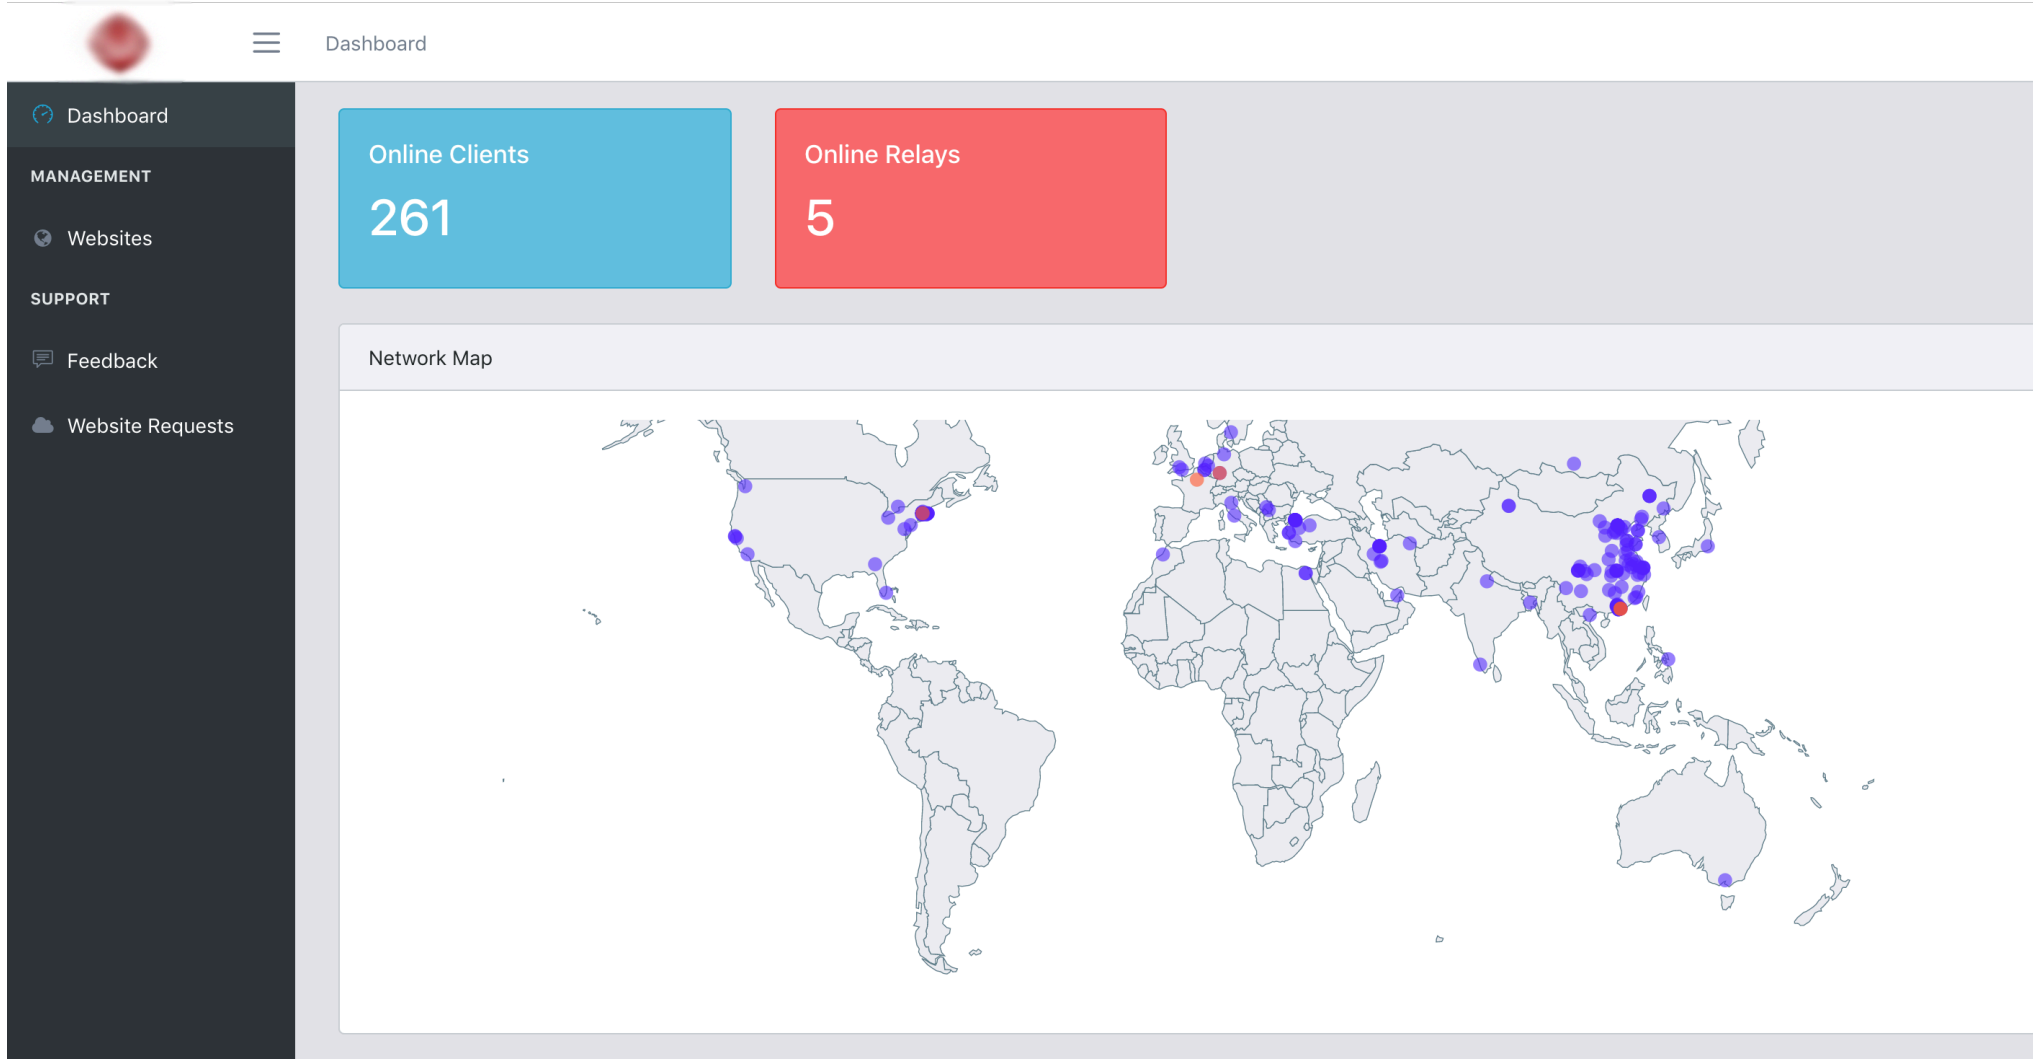 Dashboard
Dashboard
MANAGEMENT
Websites
SUPPORT
Feedback
Website Requests
Online Clients
261
Online Relays
5
Network Map